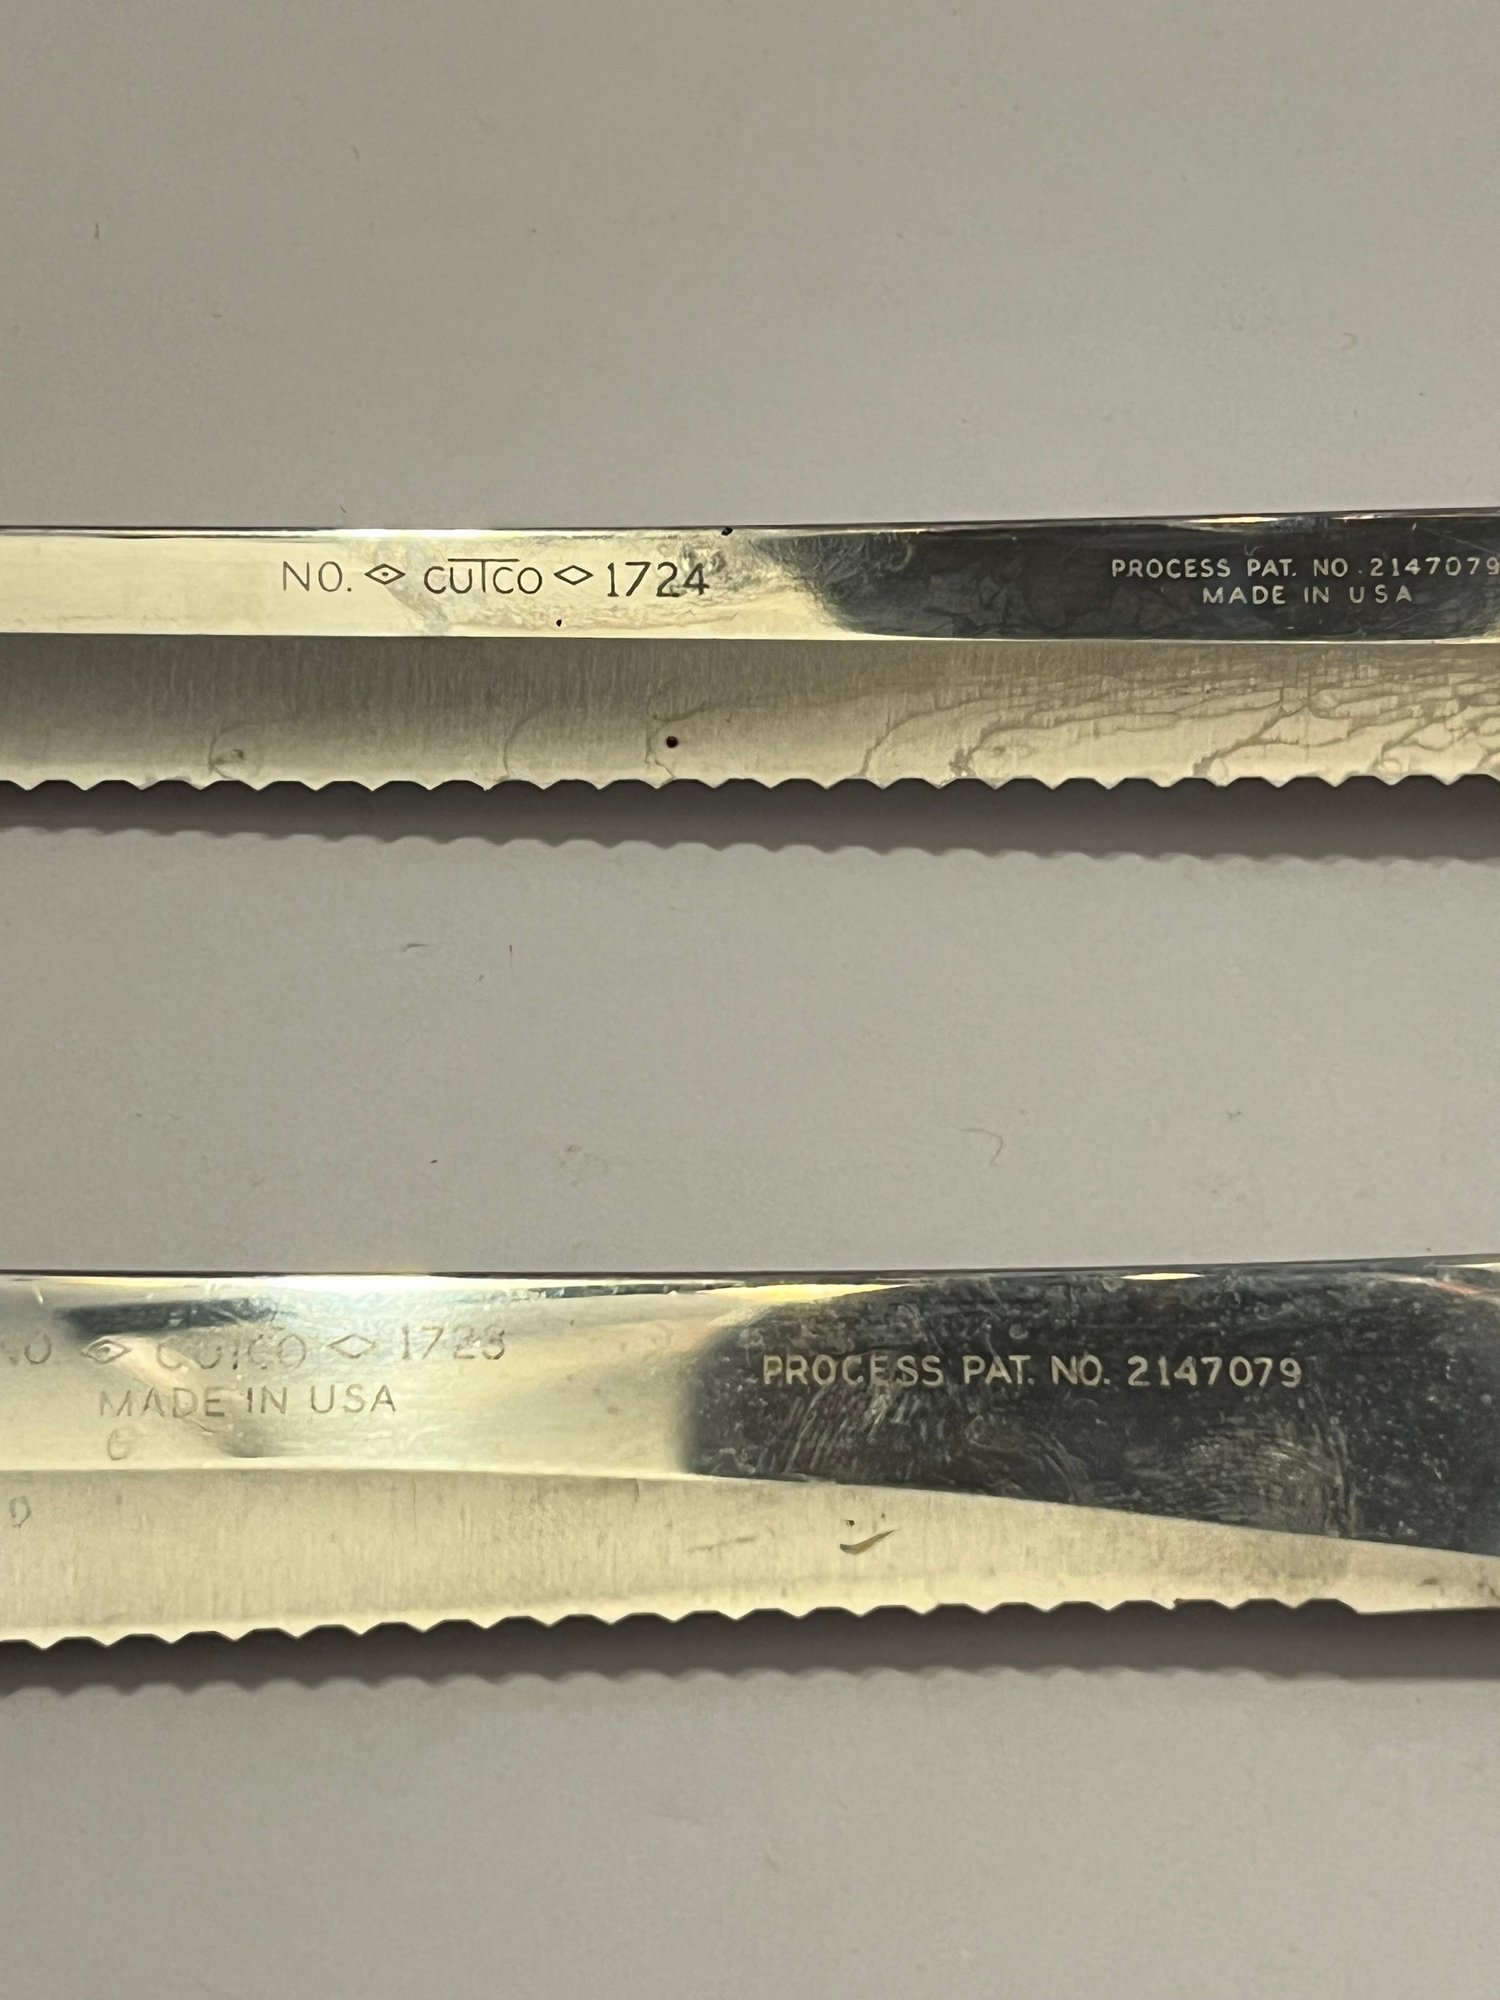 NO. CUTCO 1724
PROCESS PAT. NO. 2147079
MADE IN USA
NO. CUTCO 1728
MADE IN USA
G
D
PROCESS PAT. NO. 2147079